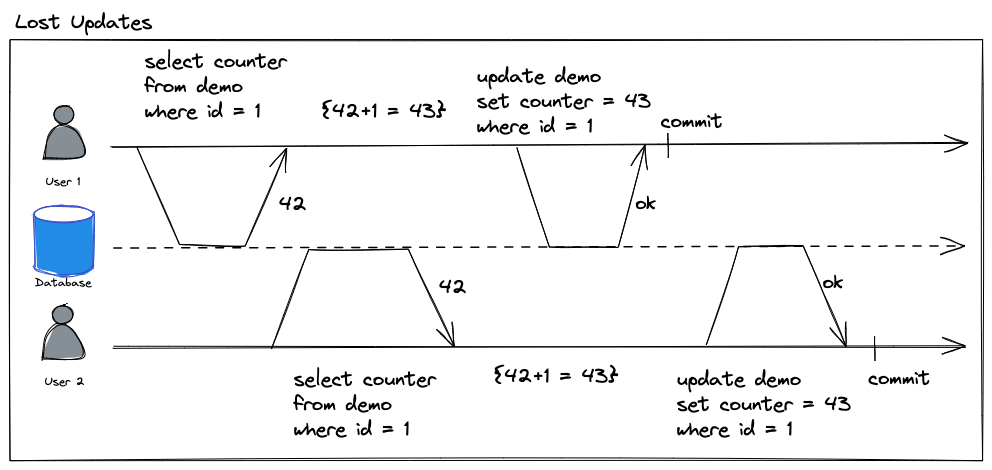 Lost Updates
select counter
from demo
where id = 1
{42+1 = 43}
update demo
set counter = 43
where id = 1
commit
User 1
42
ok
Database
42
ok
User 2
select counter
from demo
where id = 1
{42+1 = 43}
update demo
set counter = 43
where id = 1
commit